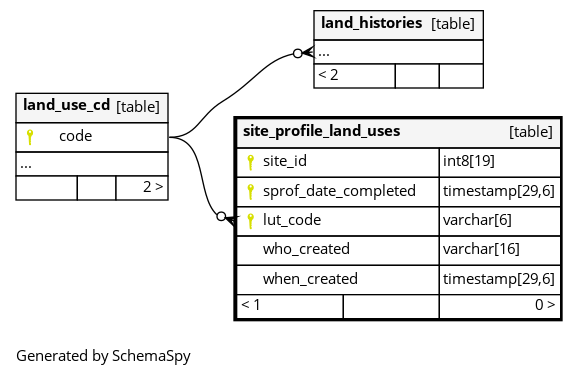 land_histories [table]
...
< 2
land_use_cd [table]
code
...
2 >
site_profile_land_uses [table]
site_id int8[19]
sprof_date_completed timestamp[29,6]
lut_code varchar[6]
who_created varchar[16]
when_created timestamp[29,6]
< 1 0 >
Generated by SchemaSpy